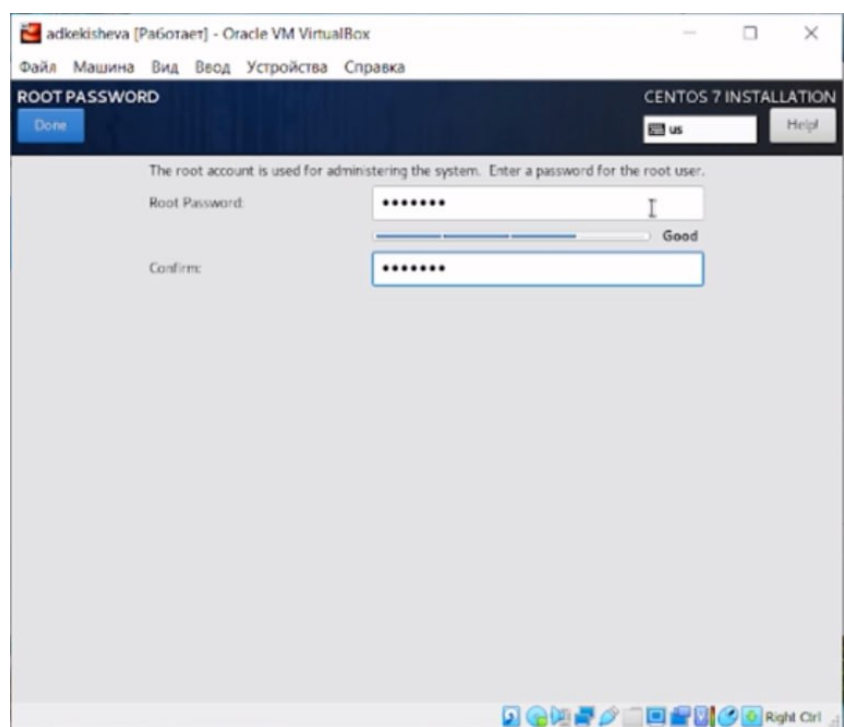 adkekisheva [Работает] - Oracle VM VirtualBox
Файл Машина Вид Ввод Устройства Справка
ROOT PASSWORD
CENTOS 7 INSTALLATION
Done
us
Help!
The root account is used for administering the system. Enter a password for the root user.
Root Password:
•••••••
Good
Confirm:
•••••••
Right Ctrl